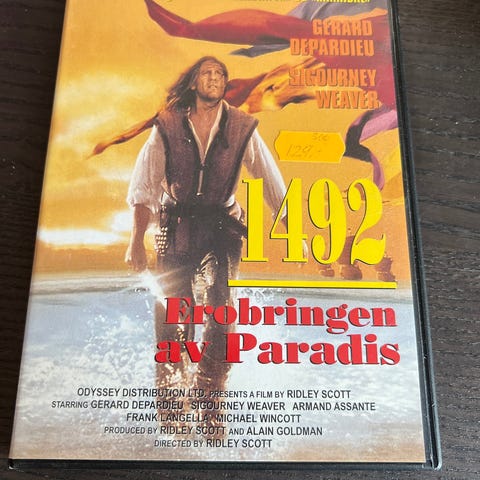 GERARD
DEPARDIEU
SIGOURNEY
WEAVER
129,-
1492
Erobringen
av Paradis
ODYSSEY DISTRIBUTION LTD. PRESENTS A FILM BY RIDLEY SCOTT
STARRING GERARD DEPARDIEU SIGOURNEY WEAVER ARMAND ASSANTE
FRANK LANGELLA MICHAEL WINCOTT
PRODUCED BY RIDLEY SCOTT AND ALAIN GOLDMAN
DIRECTED BY RIDLEY SCOTT